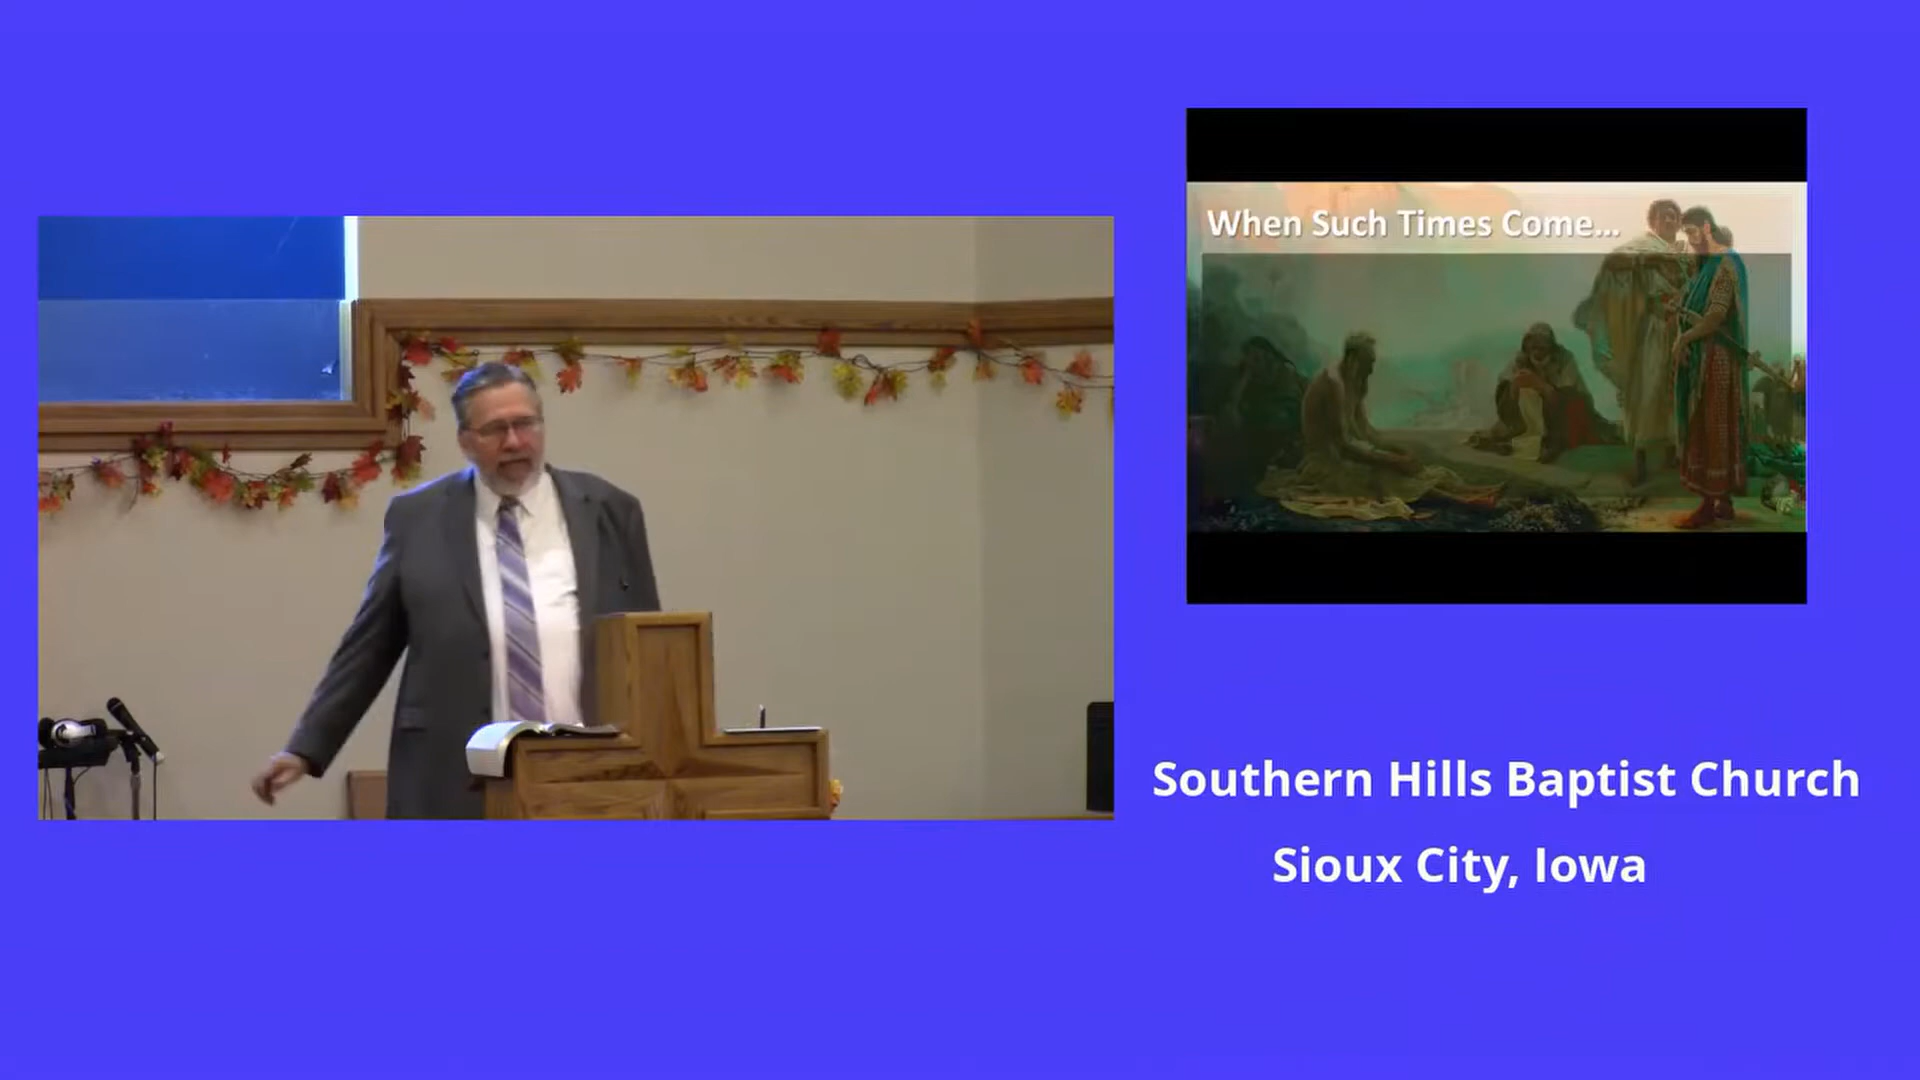 When Such Times Come...
Southern Hills Baptist Church
Sioux City, Iowa